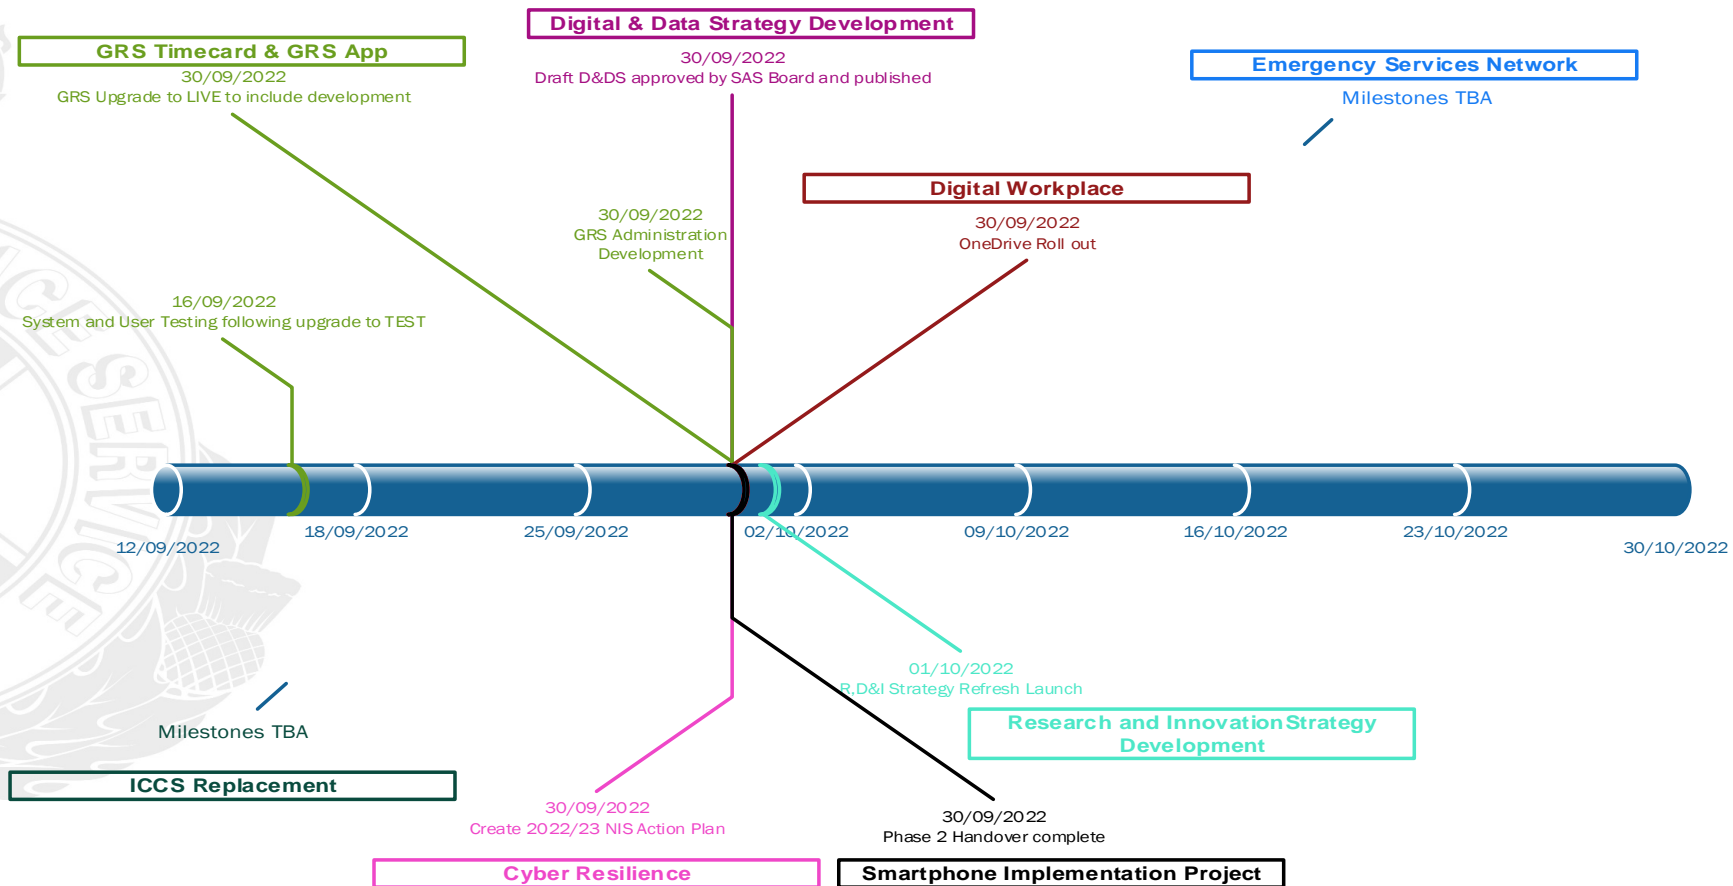 Digital & Data Strategy Development
30/09/2022
Draft D&DS approved by SAS Board and published
GRS Timecard & GRS App
30/09/2022
GRS Upgrade to LIVE to include development
Emergency Services Network
Milestones TBA
Digital Workplace
30/09/2022
OneDrive Roll out
30/09/2022
GRS Administration
Development
16/09/2022
System and User Testing following upgrade to TEST
12/09/2022
18/09/2022
25/09/2022
02/10/2022
09/10/2022
16/10/2022
23/10/2022
30/10/2022
01/10/2022
R,D&I Strategy Refresh Launch
Research and Innovation Strategy
Development
Milestones TBA
ICCS Replacement
30/09/2022
Create 2022/23 NIS Action Plan
Cyber Resilience
30/09/2022
Phase 2 Handover complete
Smartphone Implementation Project
NCE SERVICE